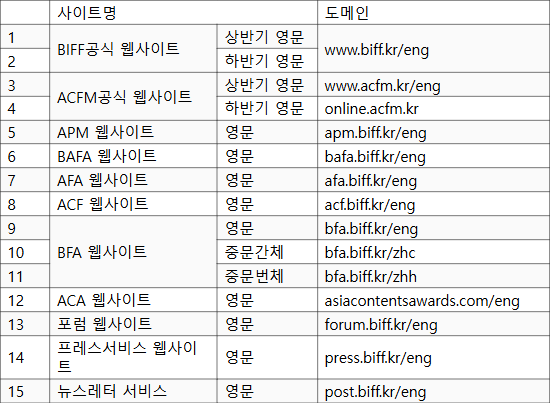 사이트명 도메인
1 BIFF공식 웹사이트 상반기 영문 www.biff.kr/eng
2 하반기 영문
3 ACFM공식 웹사이트 상반기 영문 www.acfm.kr/eng
4 하반기 영문 online.acfm.kr
5 APM 웹사이트 영문 apm.biff.kr/eng
6 BAFA 웹사이트 영문 bafa.biff.kr/eng
7 AFA 웹사이트 영문 afa.biff.kr/eng
8 ACF 웹사이트 영문 acf.biff.kr/eng
9 BFA 웹사이트 영문 bfa.biff.kr/eng
10 중문간체 bfa.biff.kr/zhc
11 중문번체 bfa.biff.kr/zhh
12 ACA 웹사이트 영문 asiacontentsawards.com/eng
13 포럼 웹사이트 영문 forum.biff.kr/eng
14 프레스서비스 웹사이
트 영문 press.biff.kr/eng
15 뉴스레터 서비스 영문 post.biff.kr/eng